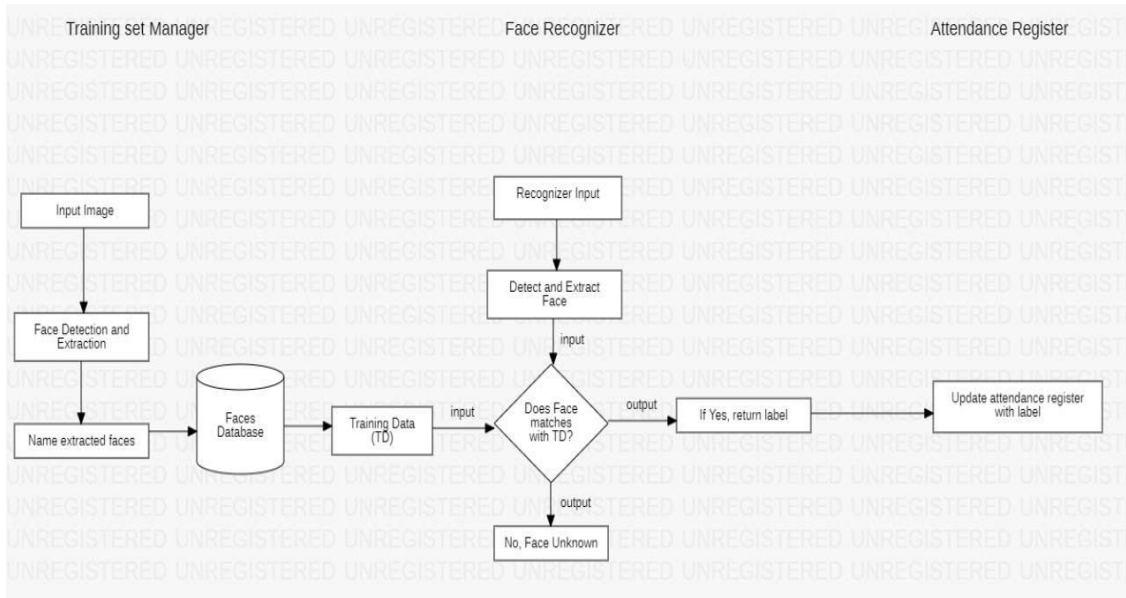 Training set Manager
Face Recognizer
Attendance Register
Input Image
Face Detection and
Extraction
Name extracted faces
Faces
Database
Training Data
(TD)
input
Recognizer Input
Detect and Extract
Face
input
Does Face
matches
with TD?
output
If Yes, return label
Update attendance register
with label
output
No, Face Unknown
UNREGISTERED